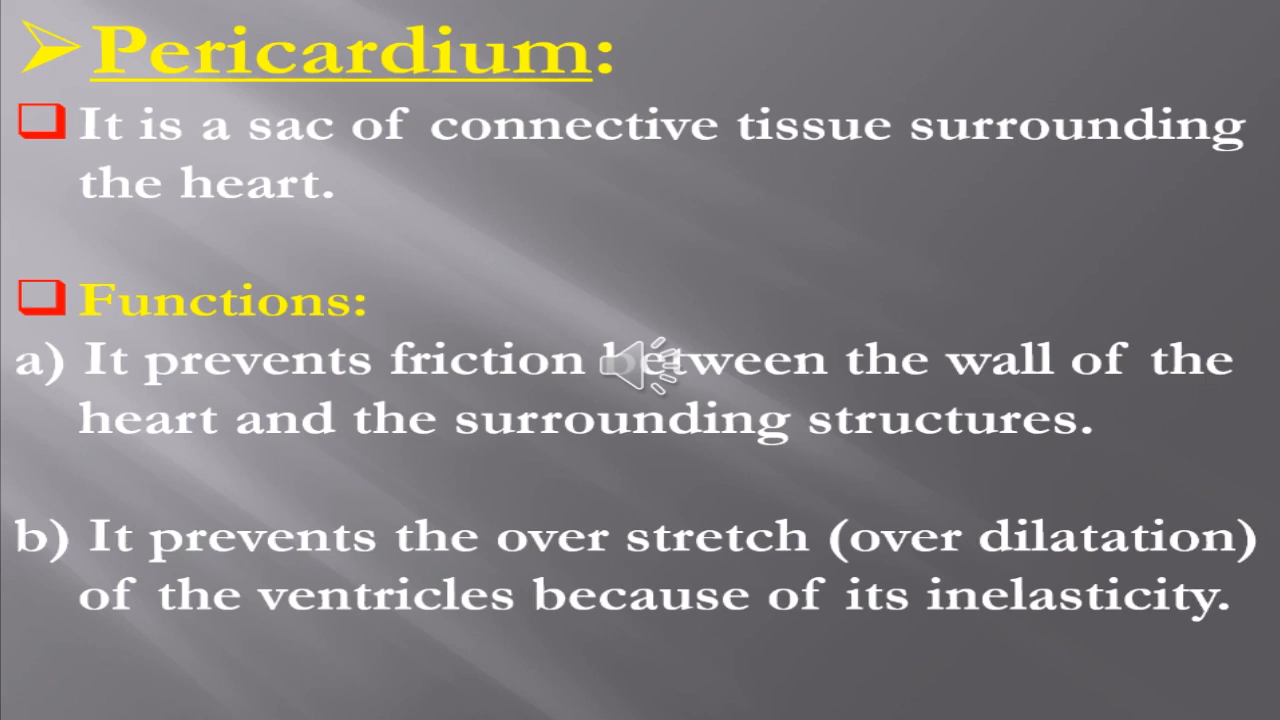 Pericardium:
It is a sac of connective tissue surrounding
the heart.
Functions:
a) It prevents friction between the wall of the
heart and the surrounding structures.
b) It prevents the over stretch (over dilatation)
of the ventricles because of its inelasticity.